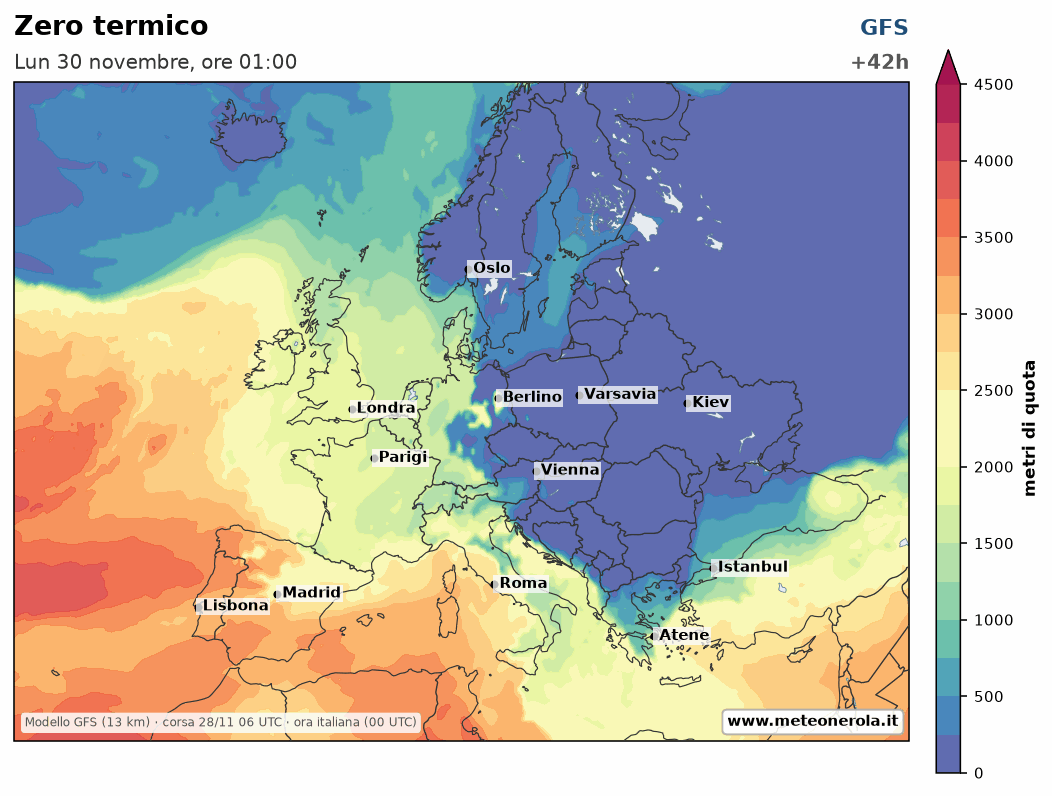 Zero termico
GFS
Lun 30 novembre, ore 01:00
+42h
4500
4000
3500
3000
2500
2000
1500
1000
500
0
metri di quota
Oslo
Berlino
Varsavia
Kiev
Londra
Parigi
Vienna
Istanbul
Roma
Madrid
Lisbona
Atene
Modello GFS (13 km) · corsa 28/11 06 UTC · ora italiana (00 UTC)
www.meteonerola.it